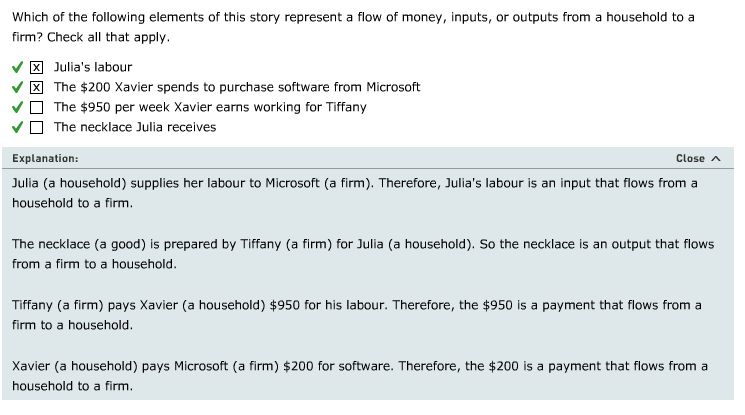 Which of the following elements of this story represent a flow of money, inputs, or outputs from a household to a
firm? Check all that apply.
Julia's labour
The $200 Xavier spends to purchase software from Microsoft
The $950 per week Xavier earns working for Tiffany
The necklace Julia receives
Explanation: Close
Julia (a household) supplies her labour to Microsoft (a firm). Therefore, Julia's labour is an input that flows from a
household to a firm.
The necklace (a good) is prepared by Tiffany (a firm) for Julia (a household). So the necklace is an output that flows
from a firm to a household.
Tiffany (a firm) pays Xavier (a household) $950 for his labour. Therefore, the $950 is a payment that flows from a
firm to a household.
Xavier (a household) pays Microsoft (a firm) $200 for software. Therefore, the $200 is a payment that flows from a
household to a firm.